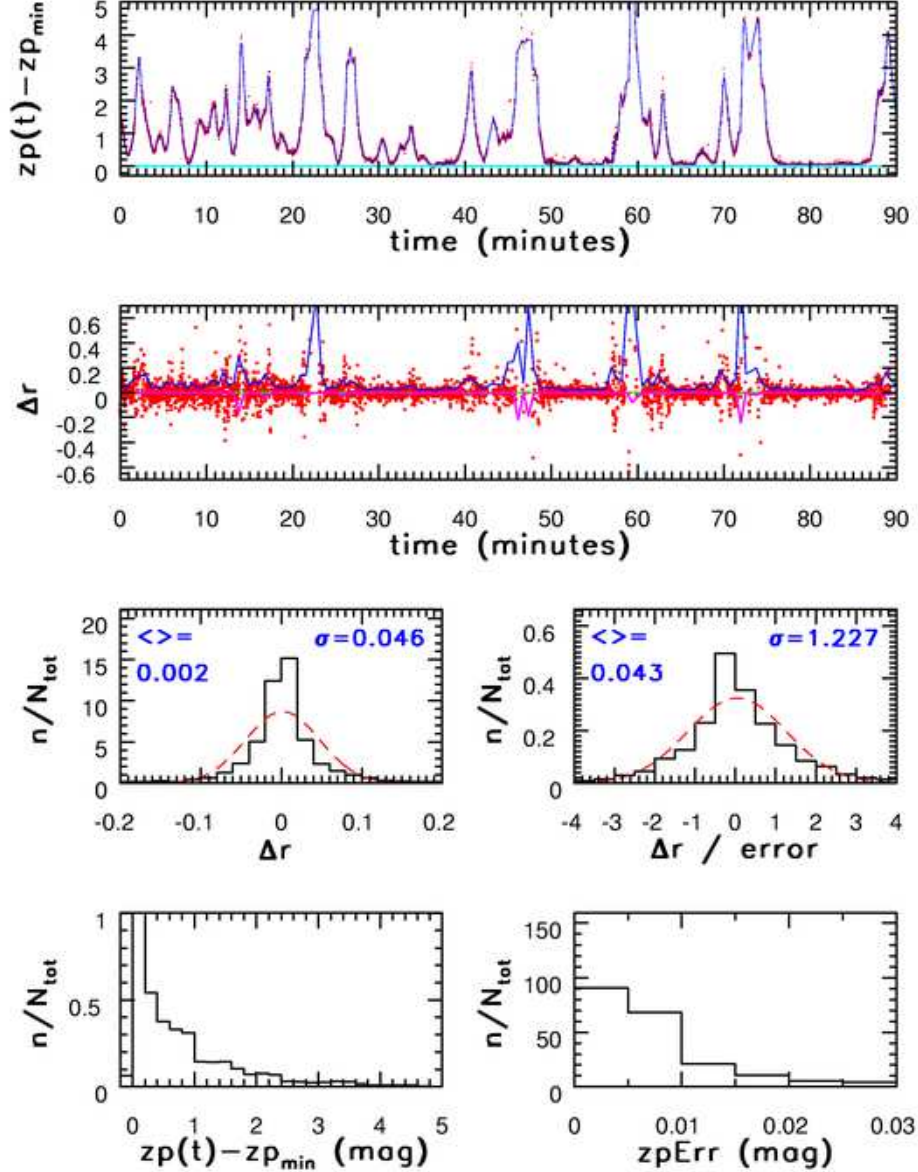 zp(t)−zp_min
5
4
3
2
1
0
0 10 20 30 40 50 60 70 80 90
time (minutes)
Δr
0.6
0.4
0.2
0
-0.2
-0.4
-0.6
0 10 20 30 40 50 60 70 80 90
time (minutes)
n/N_tot
20
15
10
5
0
<>=
0.002
σ=0.046
-0.2 -0.1 0 0.1 0.2
Δr
n/N_tot
0.6
0.4
0.2
0
<>=
0.043
σ=1.227
-4 -3 -2 -1 0 1 2 3 4
Δr / error
n/N_tot
1
0.5
0
1 2 3 4 5
zp(t)−zp_min (mag)
n/N_tot
150
100
50
0
0 0.01 0.02 0.03
zpErr (mag)